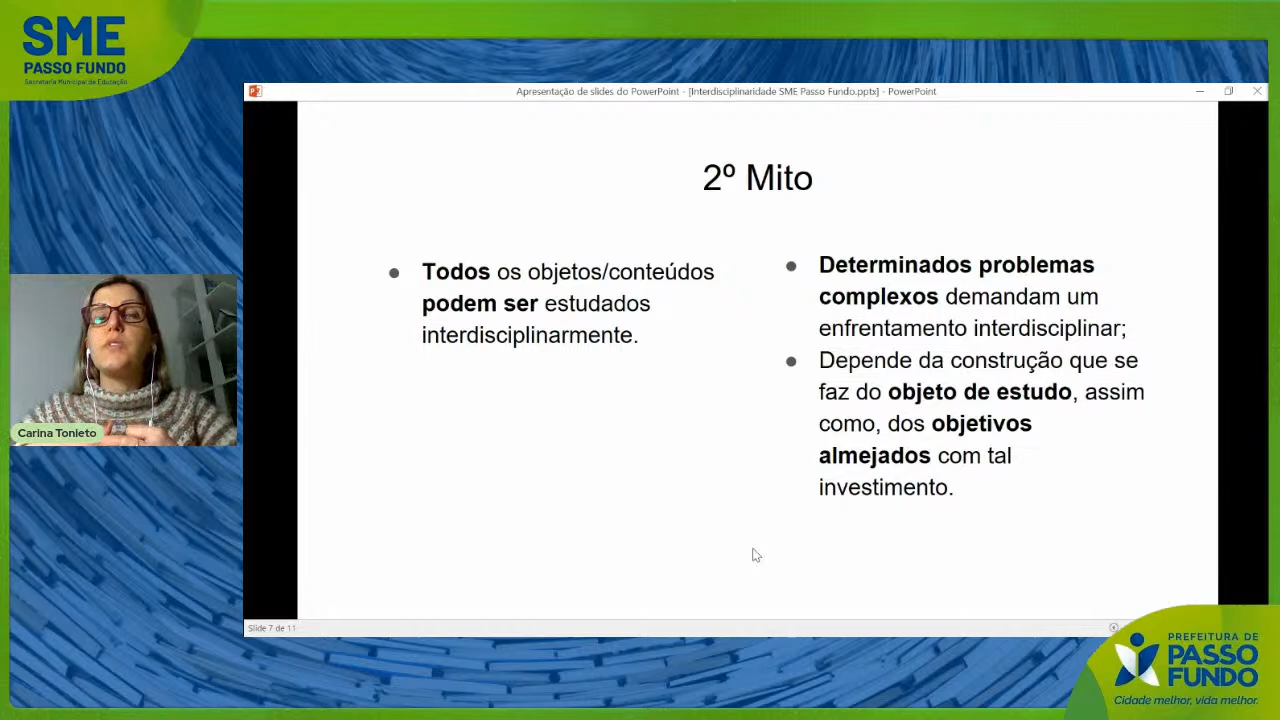 SME
PASSO FUNDO
Secretaria Municipal de Educação
Apresentação de slides do PowerPoint - [Interdisciplinaridade SME Passo Fundo.pptx] - PowerPoint
2º Mito
● Todos os objetos/conteúdos
podem ser estudados
interdisciplinarmente.
● Determinados problemas
complexos demandam um
enfrentamento interdisciplinar;
● Depende da construção que se
faz do objeto de estudo, assim
como, dos objetivos
almejados com tal
investimento.
Carina Tonieto
Slide 7 de 11
PREFEITURA DE
PASSO
FUNDO
Cidade melhor, vida melhor.